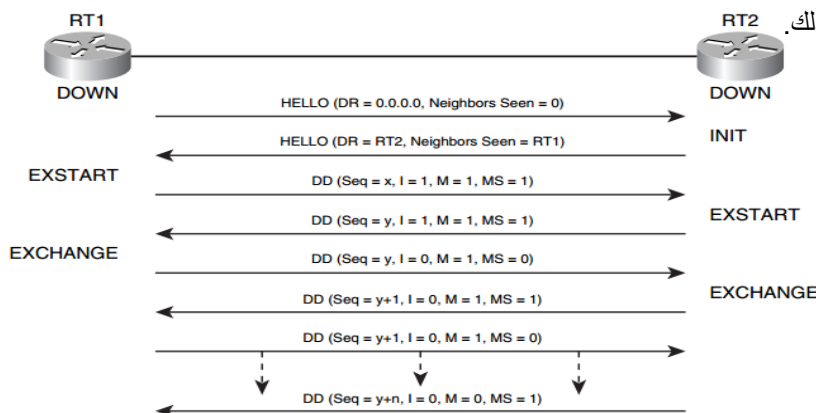 لك.
RT1
RT2
DOWN
DOWN
HELLO (DR = 0.0.0.0, Neighbors Seen = 0)
INIT
HELLO (DR = RT2, Neighbors Seen = RT1)
EXSTART
DD (Seq = x, I = 1, M = 1, MS = 1)
EXSTART
DD (Seq = y, I = 1, M = 1, MS = 1)
EXCHANGE
DD (Seq = y, I = 0, M = 1, MS = 0)
EXCHANGE
DD (Seq = y+1, I = 0, M = 1, MS = 1)
DD (Seq = y+1, I = 0, M = 1, MS = 0)
DD (Seq = y+n, I = 0, M = 0, MS = 1)